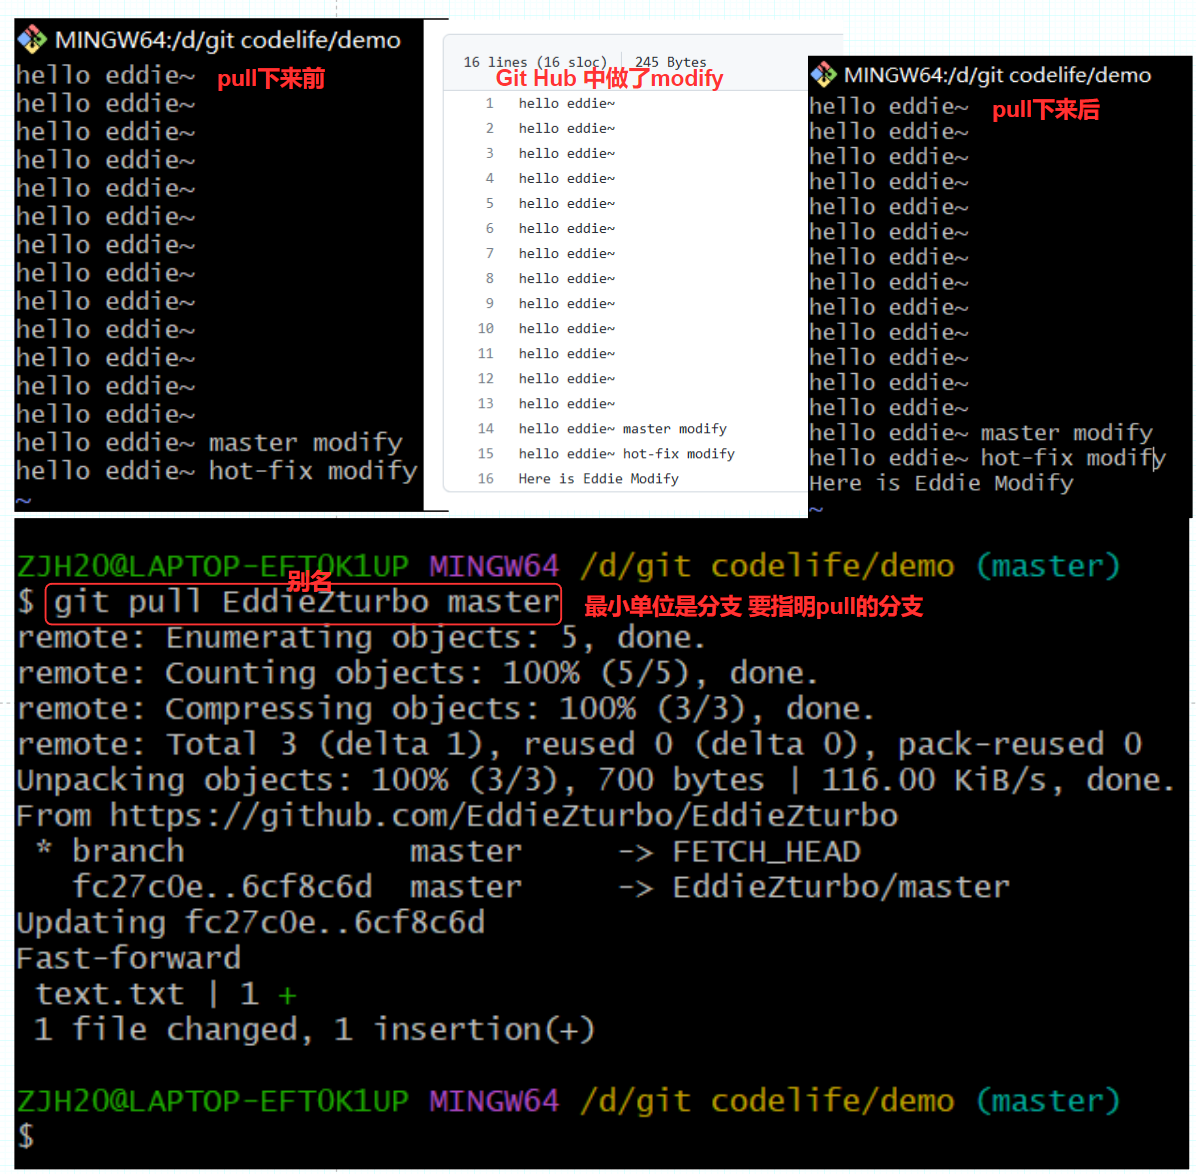 MINGW64:/d/git codelife/demo
hello eddie~ pull下来前
hello eddie~
hello eddie~
hello eddie~
hello eddie~
hello eddie~
hello eddie~
hello eddie~
hello eddie~
hello eddie~
hello eddie~
hello eddie~
hello eddie~
hello eddie~ master modify
hello eddie~ hot-fix modify
~
16 lines (16 sloc) 245 Bytes
Git Hub 中做了modify
1 hello eddie~
2 hello eddie~
3 hello eddie~
4 hello eddie~
5 hello eddie~
6 hello eddie~
7 hello eddie~
8 hello eddie~
9 hello eddie~
10 hello eddie~
11 hello eddie~
12 hello eddie~
13 hello eddie~
14 hello eddie~ master modify
15 hello eddie~ hot-fix modify
16 Here is Eddie Modify
MINGW64:/d/git codelife/demo
hello eddie~ pull下来后
hello eddie~
hello eddie~
hello eddie~
hello eddie~
hello eddie~
hello eddie~
hello eddie~
hello eddie~
hello eddie~
hello eddie~
hello eddie~
hello eddie~
hello eddie~ master modify
hello eddie~ hot-fix modify
Here is Eddie Modify
~
ZJH20@LAPTOP-EFT0K1UP MINGW64 /d/git codelife/demo (master)
别名
$ git pull EddieZturbo master 最小单位是分支 要指明pull的分支
remote: Enumerating objects: 5, done.
remote: Counting objects: 100% (5/5), done.
remote: Compressing objects: 100% (3/3), done.
remote: Total 3 (delta 1), reused 0 (delta 0), pack-reused 0
Unpacking objects: 100% (3/3), 700 bytes | 116.00 KiB/s, done.
From https://github.com/EddieZturbo/EddieZturbo
* branch master -> FETCH_HEAD
fc27c0e..6cf8c6d master -> EddieZturbo/master
Updating fc27c0e..6cf8c6d
Fast-forward
text.txt | 1 +
1 file changed, 1 insertion(+)
ZJH20@LAPTOP-EFT0K1UP MINGW64 /d/git codelife/demo (master)
$